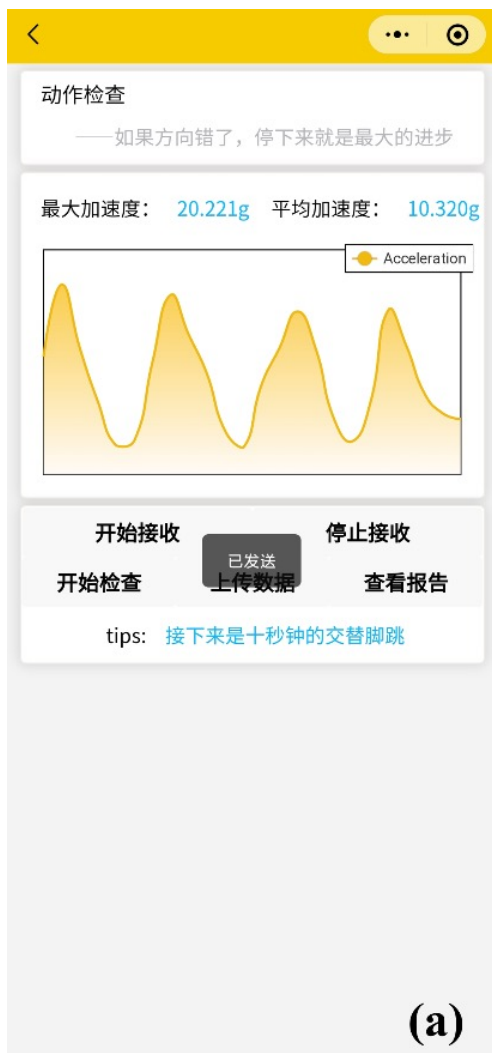 动作检查
——如果方向错了，停下来就是最大的进步
最大加速度： 20.221g 平均加速度： 10.320g
Acceleration
开始接收 停止接收
已发送
开始检查 上传数据 查看报告
tips: 接下来是十秒钟的交替脚跳
(a)